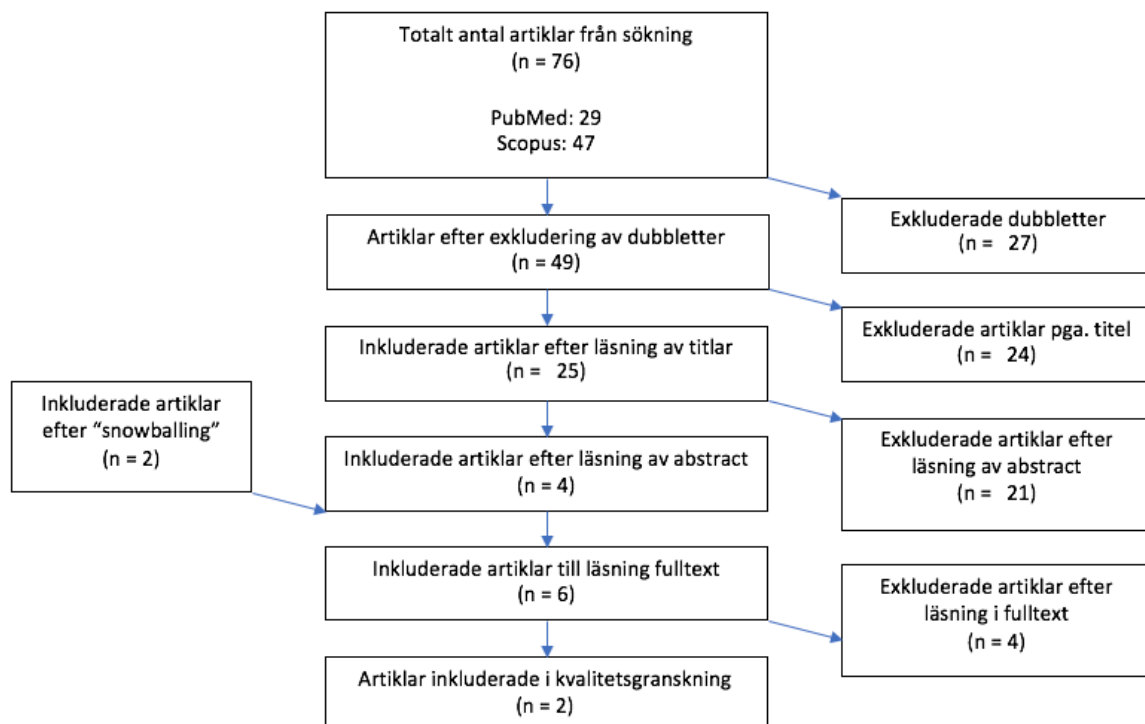 Totalt antal artiklar från sökning
(n = 76)
PubMed: 29
Scopus: 47
Exkluderade dubbletter
(n = 27)
Artiklar efter exkludering av dubbletter
(n = 49)
Exkluderade artiklar pga. titel
(n = 24)
Inkluderade artiklar efter läsning av titlar
(n = 25)
Inkluderade artiklar
efter “snowballing”
(n = 2)
Exkluderade artiklar efter
läsning av abstract
(n = 21)
Inkluderade artiklar efter läsning av abstract
(n = 4)
Inkluderade artiklar till läsning fulltext
(n = 6)
Exkluderade artiklar efter
läsning i fulltext
(n = 4)
Artiklar inkluderade i kvalitetsgranskning
(n = 2)